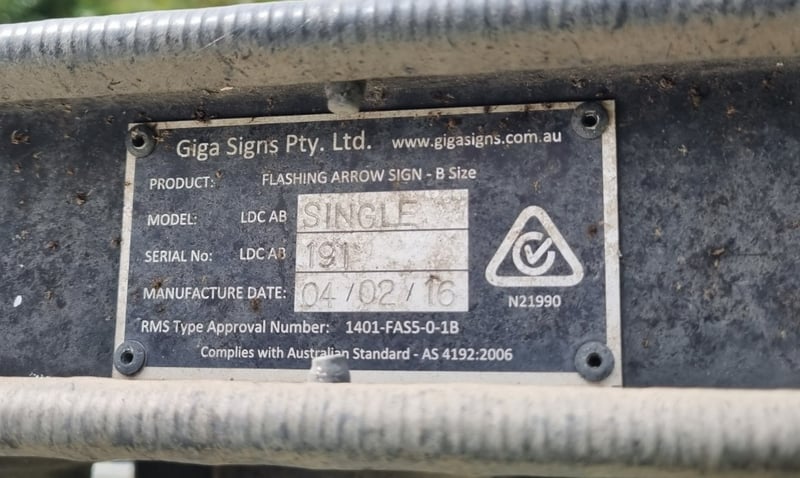 Giga Signs Pty. Ltd. www.gigasigns.com.au
PRODUCT: FLASHING ARROW SIGN - B Size
MODEL: LDC AB SINGLE
SERIAL No: LDC AB 191
MANUFACTURE DATE: 04/02/16
N21990
RMS Type Approval Number: 1401-FAS5-0-1B
Complies with Australian Standard - AS 4192:2006